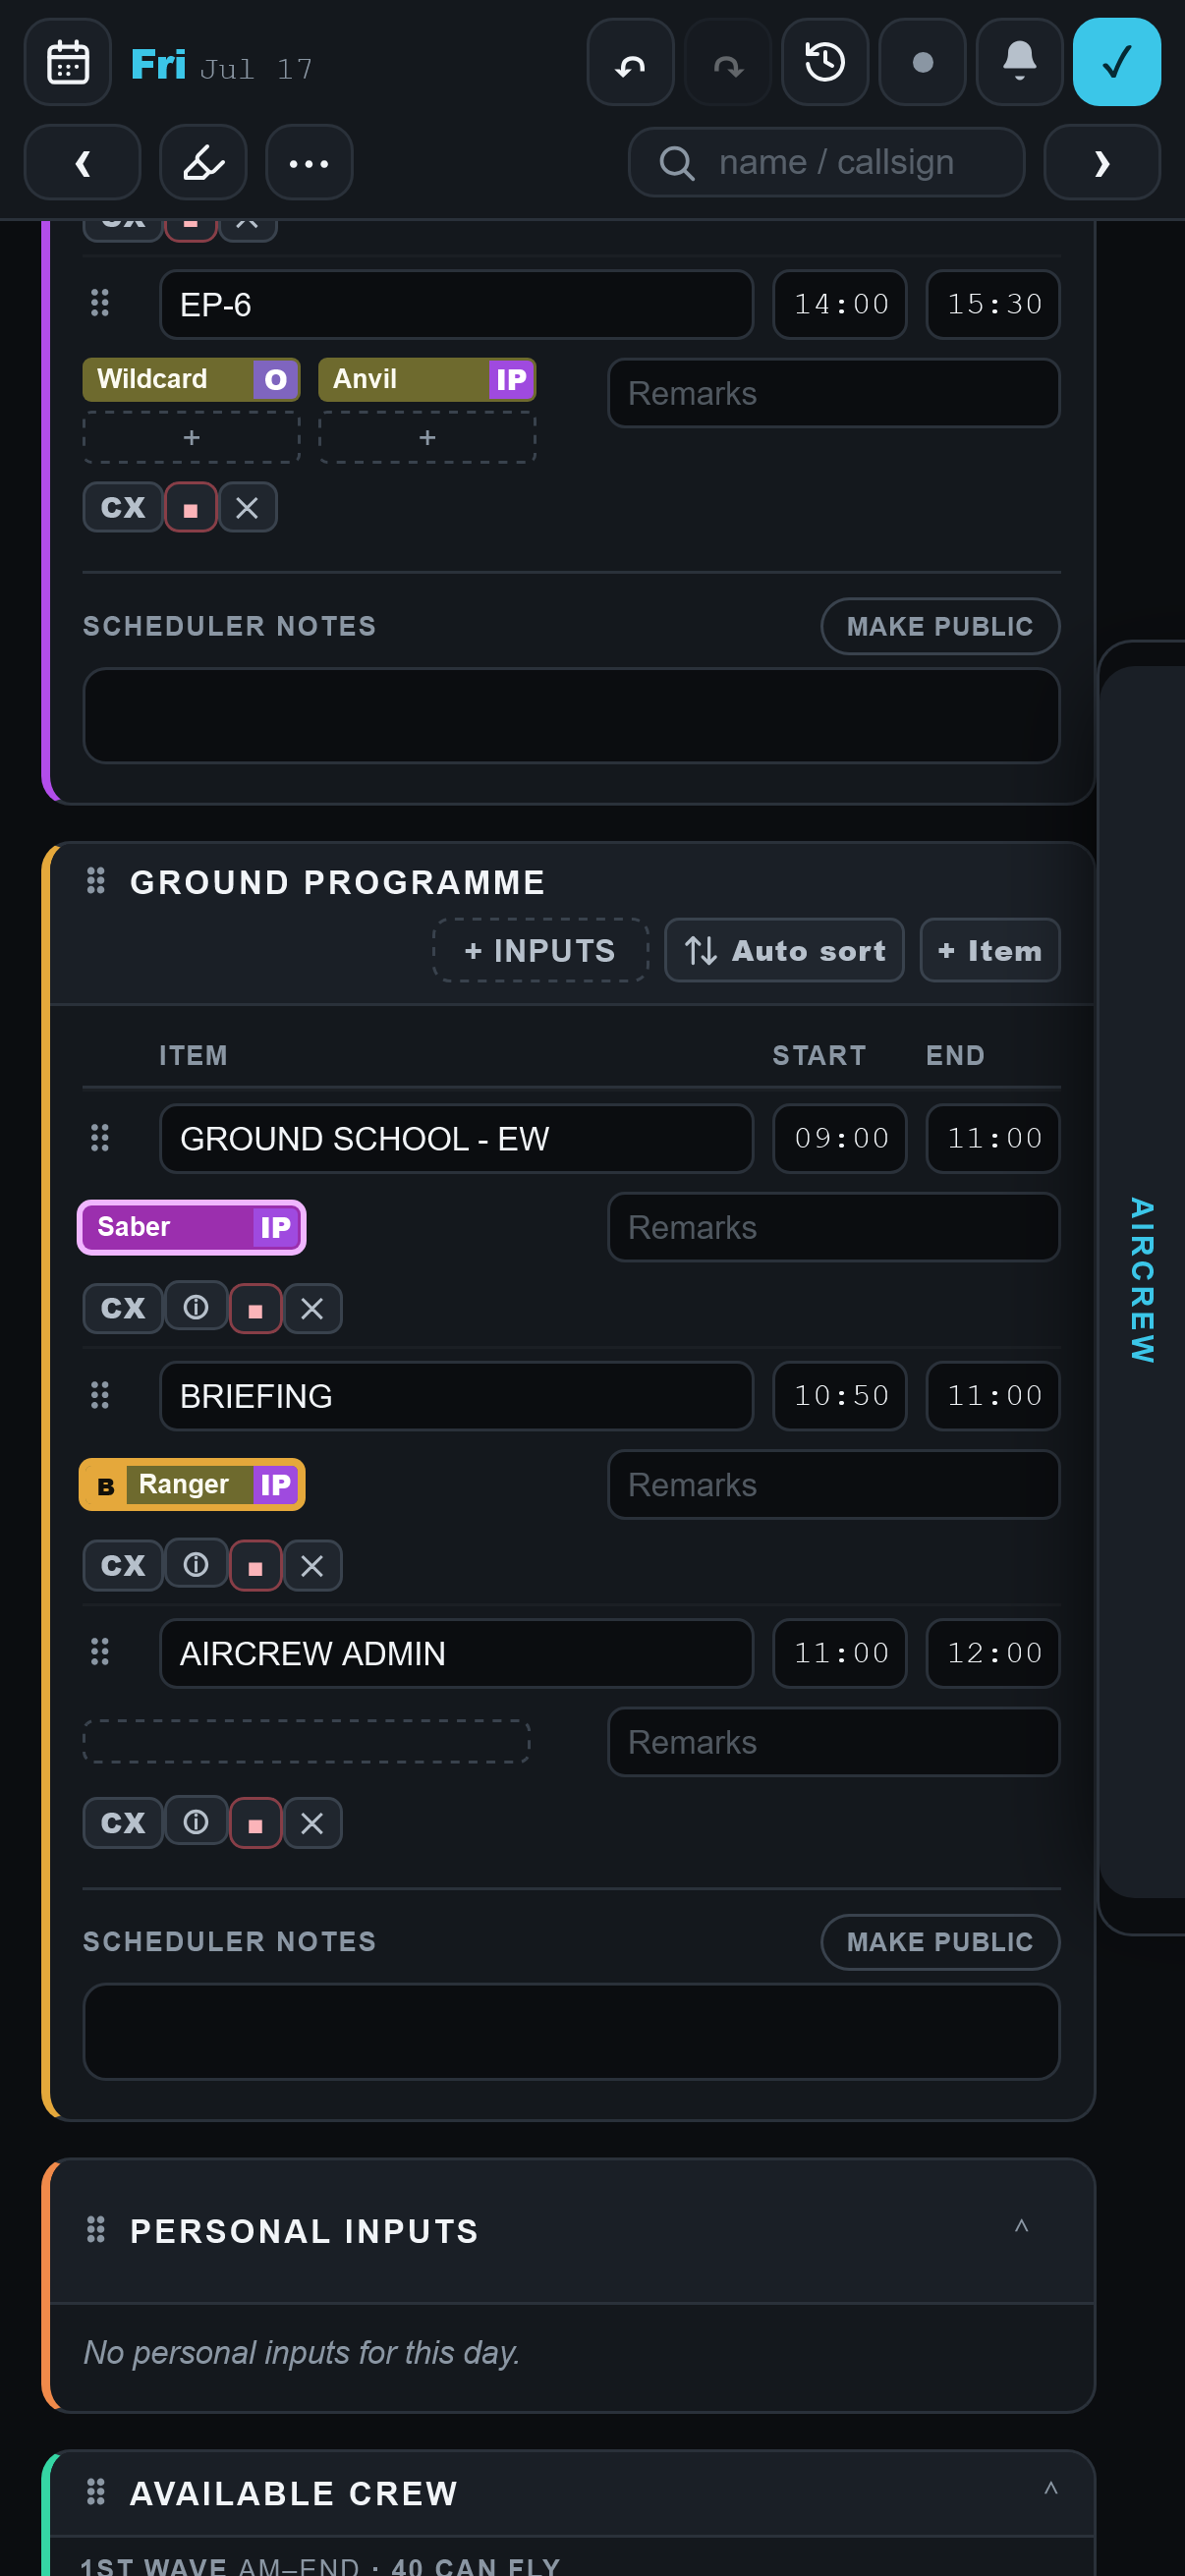 Fri Jul 17
name / callsign
CX
EP-6 14:00 15:30
Wildcard O Anvil IP Remarks
+ +
CX
SCHEDULER NOTES MAKE PUBLIC
GROUND PROGRAMME
+ INPUTS Auto sort + Item
ITEM START END
GROUND SCHOOL - EW 09:00 11:00
Saber IP Remarks
CX
BRIEFING 10:50 11:00
B Ranger IP Remarks
CX
AIRCREW ADMIN 11:00 12:00
Remarks
CX
SCHEDULER NOTES MAKE PUBLIC
AIRCREW
PERSONAL INPUTS
No personal inputs for this day.
AVAILABLE CREW
1ST WAVE AM–END · 40 CAN FLY